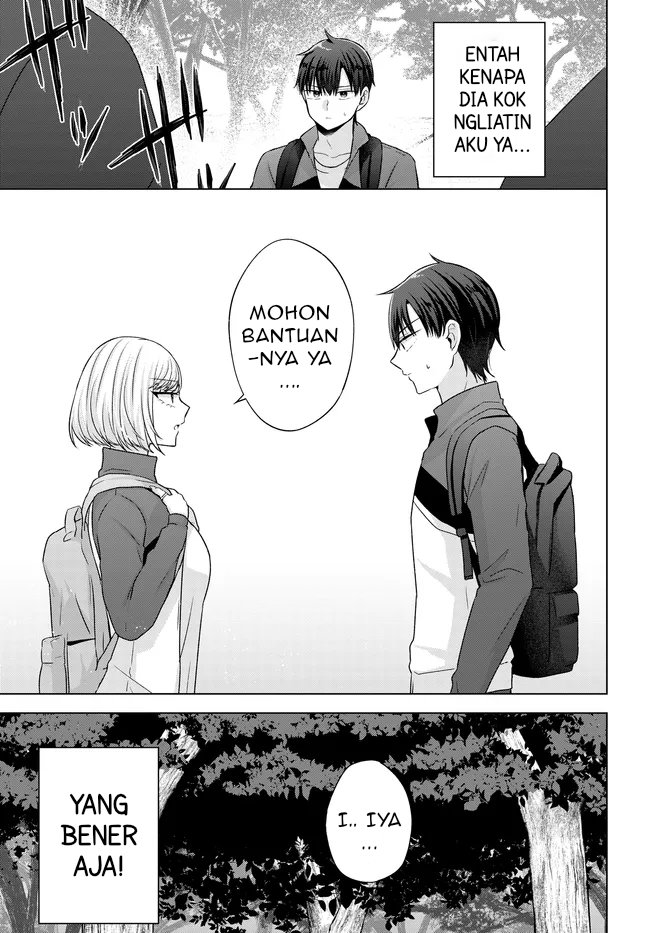 ENTAH
KENAPA
DIA KOK
NGLIATIN
AKU YA...
MOHON
BANTUAN
-NYA YA
....
I.. IYA
...
YANG
BENER
AJA!